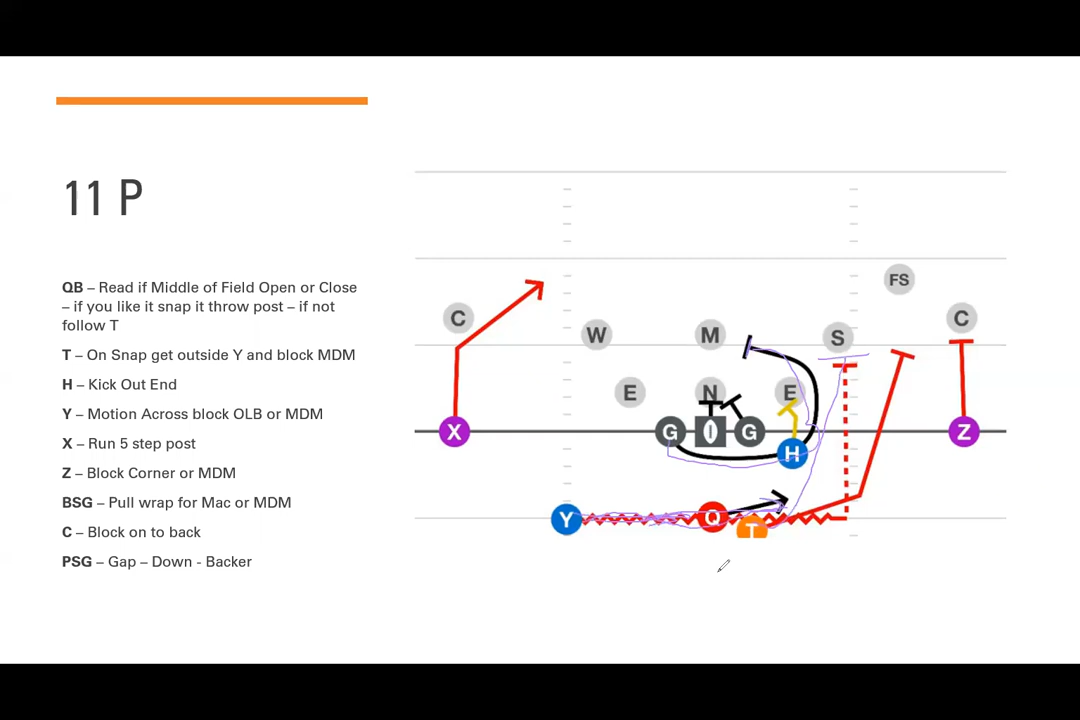 11 P
QB – Read if Middle of Field Open or Close
– if you like it snap it throw post – if not
follow T
T – On Snap get outside Y and block MDM
H – Kick Out End
Y – Motion Across block OLB or MDM
X – Run 5 step post
Z – Block Corner or MDM
BSG – Pull wrap for Mac or MDM
C – Block on to back
PSG – Gap – Down - Backer
FS
C W M S C
E N E
X G G Z
H
Y Q T